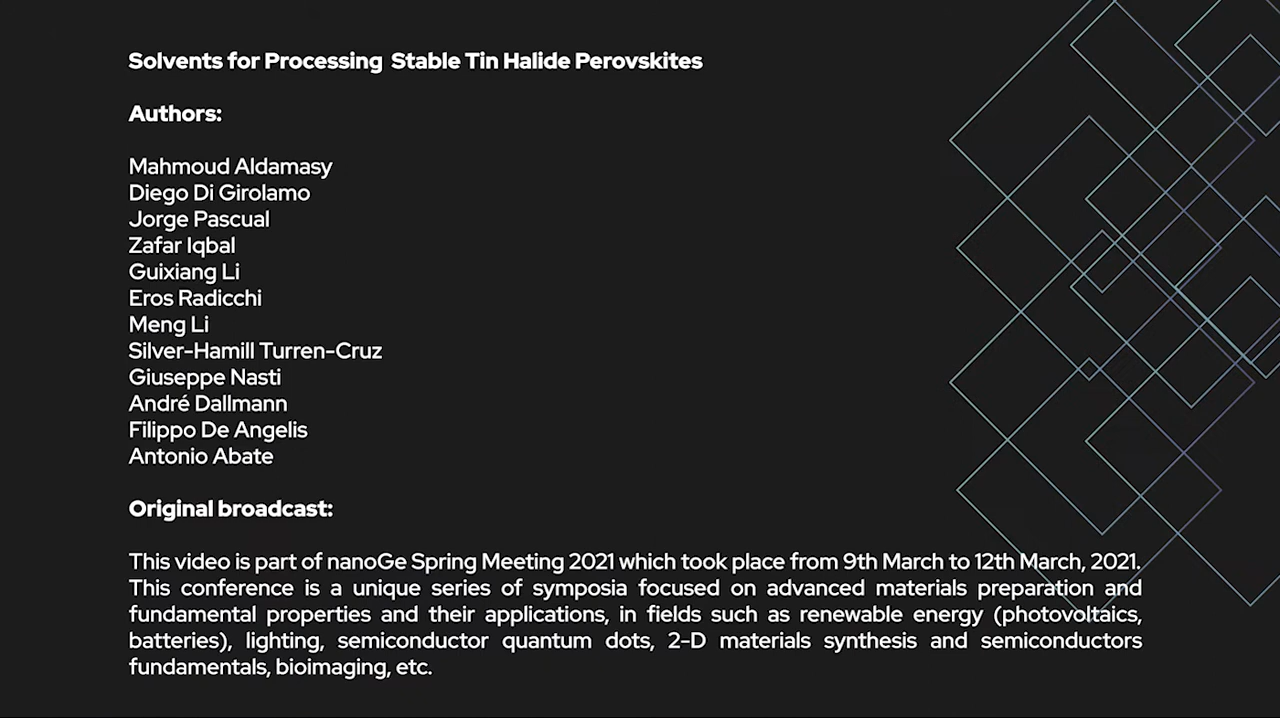 Solvents for Processing  Stable Tin Halide Perovskites
Authors:
Mahmoud Aldamasy
Diego Di Girolamo
Jorge Pascual
Zafar Iqbal
Guixiang Li
Eros Radicchi
Meng Li
Silver-Hamill Turren-Cruz
Giuseppe Nasti
André Dallmann
Filippo De Angelis
Antonio Abate
Original broadcast:
This video is part of nanoGe Spring Meeting 2021 which took place from 9th March to 12th March, 2021.
This conference is a unique series of symposia focused on advanced materials preparation and
fundamental properties and their applications, in fields such as renewable energy (photovoltaics,
batteries), lighting, semiconductor quantum dots, 2-D materials synthesis and semiconductors
fundamentals, bioimaging, etc.